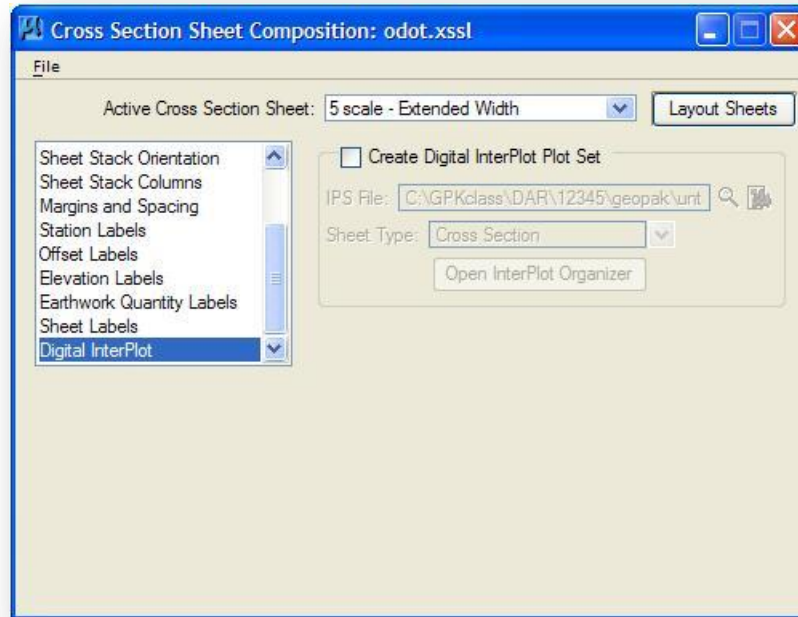 Cross Section Sheet Composition: odot.xssl
File
Active Cross Section Sheet: 5 scale - Extended Width Layout Sheets
Sheet Stack Orientation
Sheet Stack Columns
Margins and Spacing
Station Labels
Offset Labels
Elevation Labels
Earthwork Quantity Labels
Sheet Labels
Digital InterPlot
Create Digital InterPlot Plot Set
IPS File: C:\GPKclass\DAR\12345\geopak\unt
Sheet Type: Cross Section
Open InterPlot Organizer